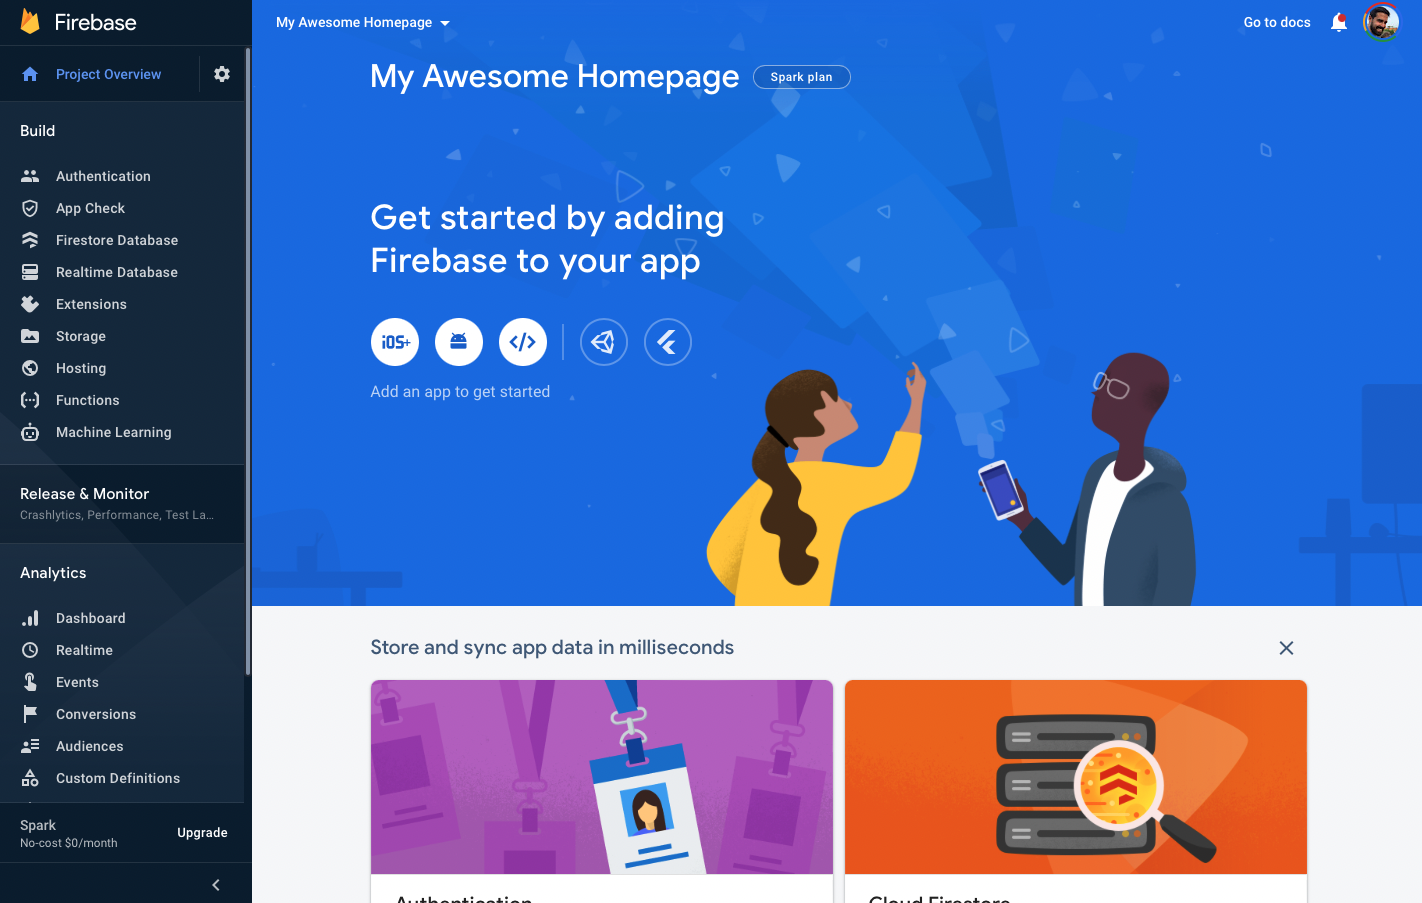 Firebase
Project Overview
Build
Authentication
App Check
Firestore Database
Realtime Database
Extensions
Storage
Hosting
Functions
Machine Learning
Release & Monitor
Crashlytics, Performance, Test La...
Analytics
Dashboard
Realtime
Events
Conversions
Audiences
Custom Definitions
Spark
No-cost $0/month
Upgrade
My Awesome Homepage
Go to docs
My Awesome Homepage
Spark plan
Get started by adding
Firebase to your app
iOS+
Add an app to get started
Store and sync app data in milliseconds
Authentication
Cloud Firestore